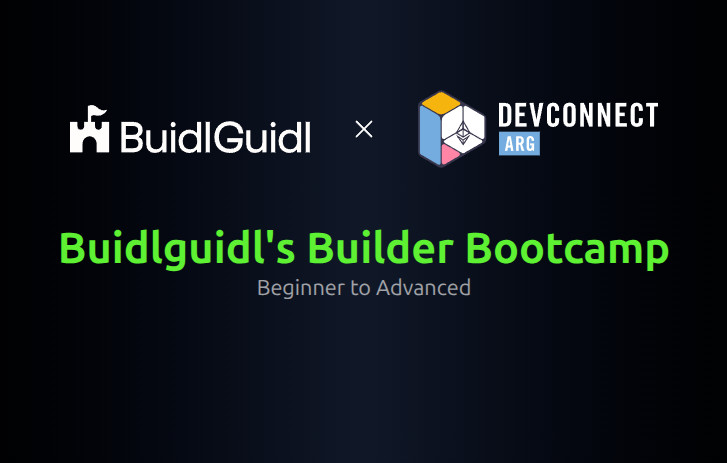 BuidlGuidl × DEVCONNECT
ARG
Buidlguidl's Builder Bootcamp
Beginner to Advanced